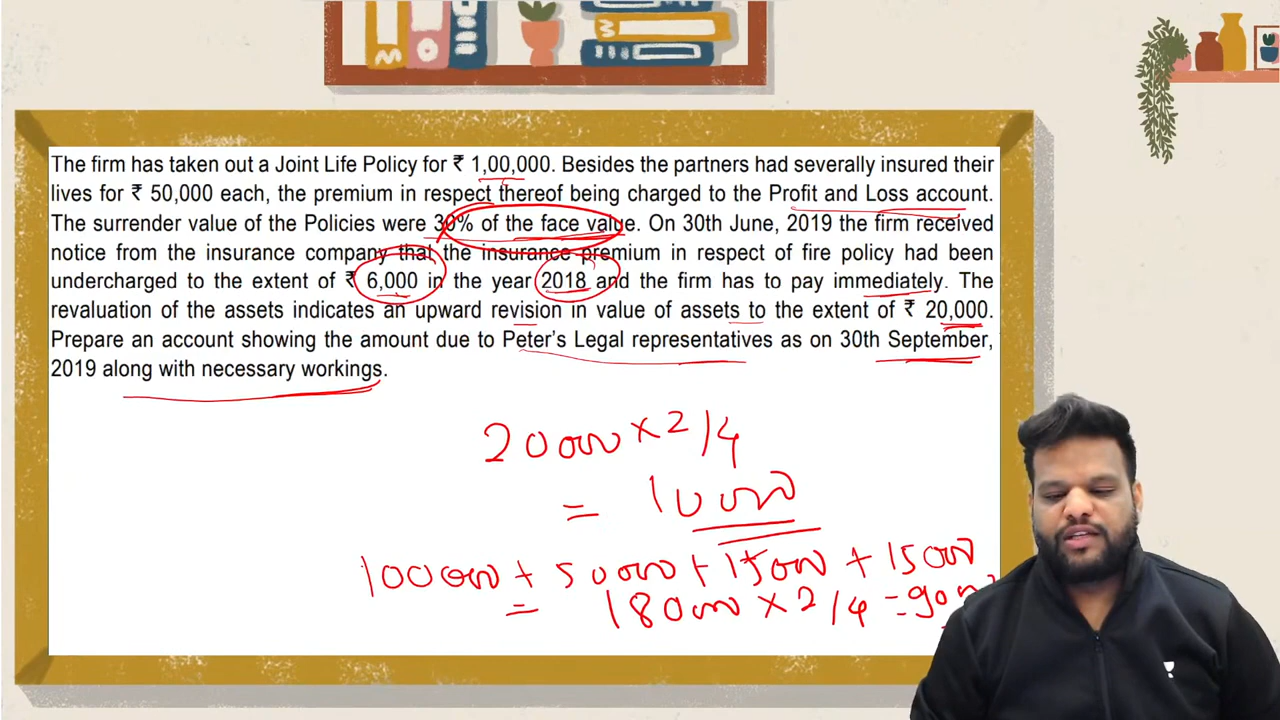 The firm has taken out a Joint Life Policy for ₹ 1,00,000. Besides the partners had severally insured their
lives for ₹ 50,000 each, the premium in respect thereof being charged to the Profit and Loss account.
The surrender value of the Policies were 30% of the face value. On 30th June, 2019 the firm received
notice from the insurance company that the insurance premium in respect of fire policy had been
undercharged to the extent of ₹ 6,000 in the year 2018 and the firm has to pay immediately. The
revaluation of the assets indicates an upward revision in value of assets to the extent of ₹ 20,000.
Prepare an account showing the amount due to Peter's Legal representatives as on 30th September,
2019 along with necessary workings.
20000 × 2/4
= 10000
100000 + 50000 + 15000 + 15000
= 180000 × 2/4 =